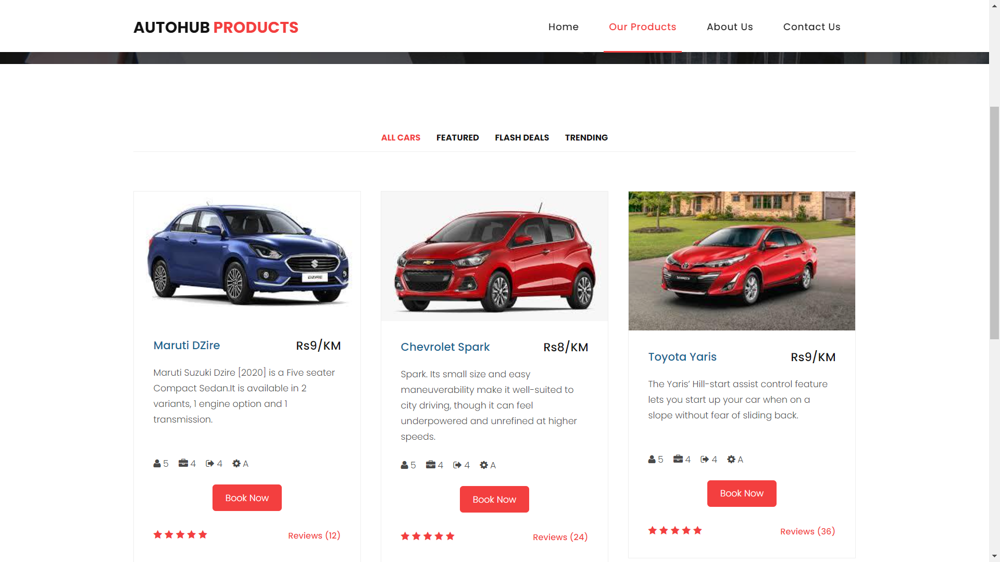 AUTOHUB PRODUCTS
Home
Our Products
About Us
Contact Us
ALL CARS
FEATURED
FLASH DEALS
TRENDING
DZIRE
Maruti DZire
Rs9/KM
Maruti Suzuki Dzire [2020] is a Five seater
Compact Sedan.It is available in 2
variants, 1 engine option and 1
transmission.
5 4 4 A
Book Now
Reviews (12)
Chevrolet Spark
Rs8/KM
Spark. Its small size and easy
maneuverability make it well-suited to
city driving, though it can feel
underpowered and unrefined at higher
speeds.
5 4 4 A
Book Now
Reviews (24)
Toyota Yaris
Rs9/KM
The Yaris’ Hill-start assist control feature
lets you start up your car when on a
slope without fear of sliding back.
5 4 4 A
Book Now
Reviews (36)